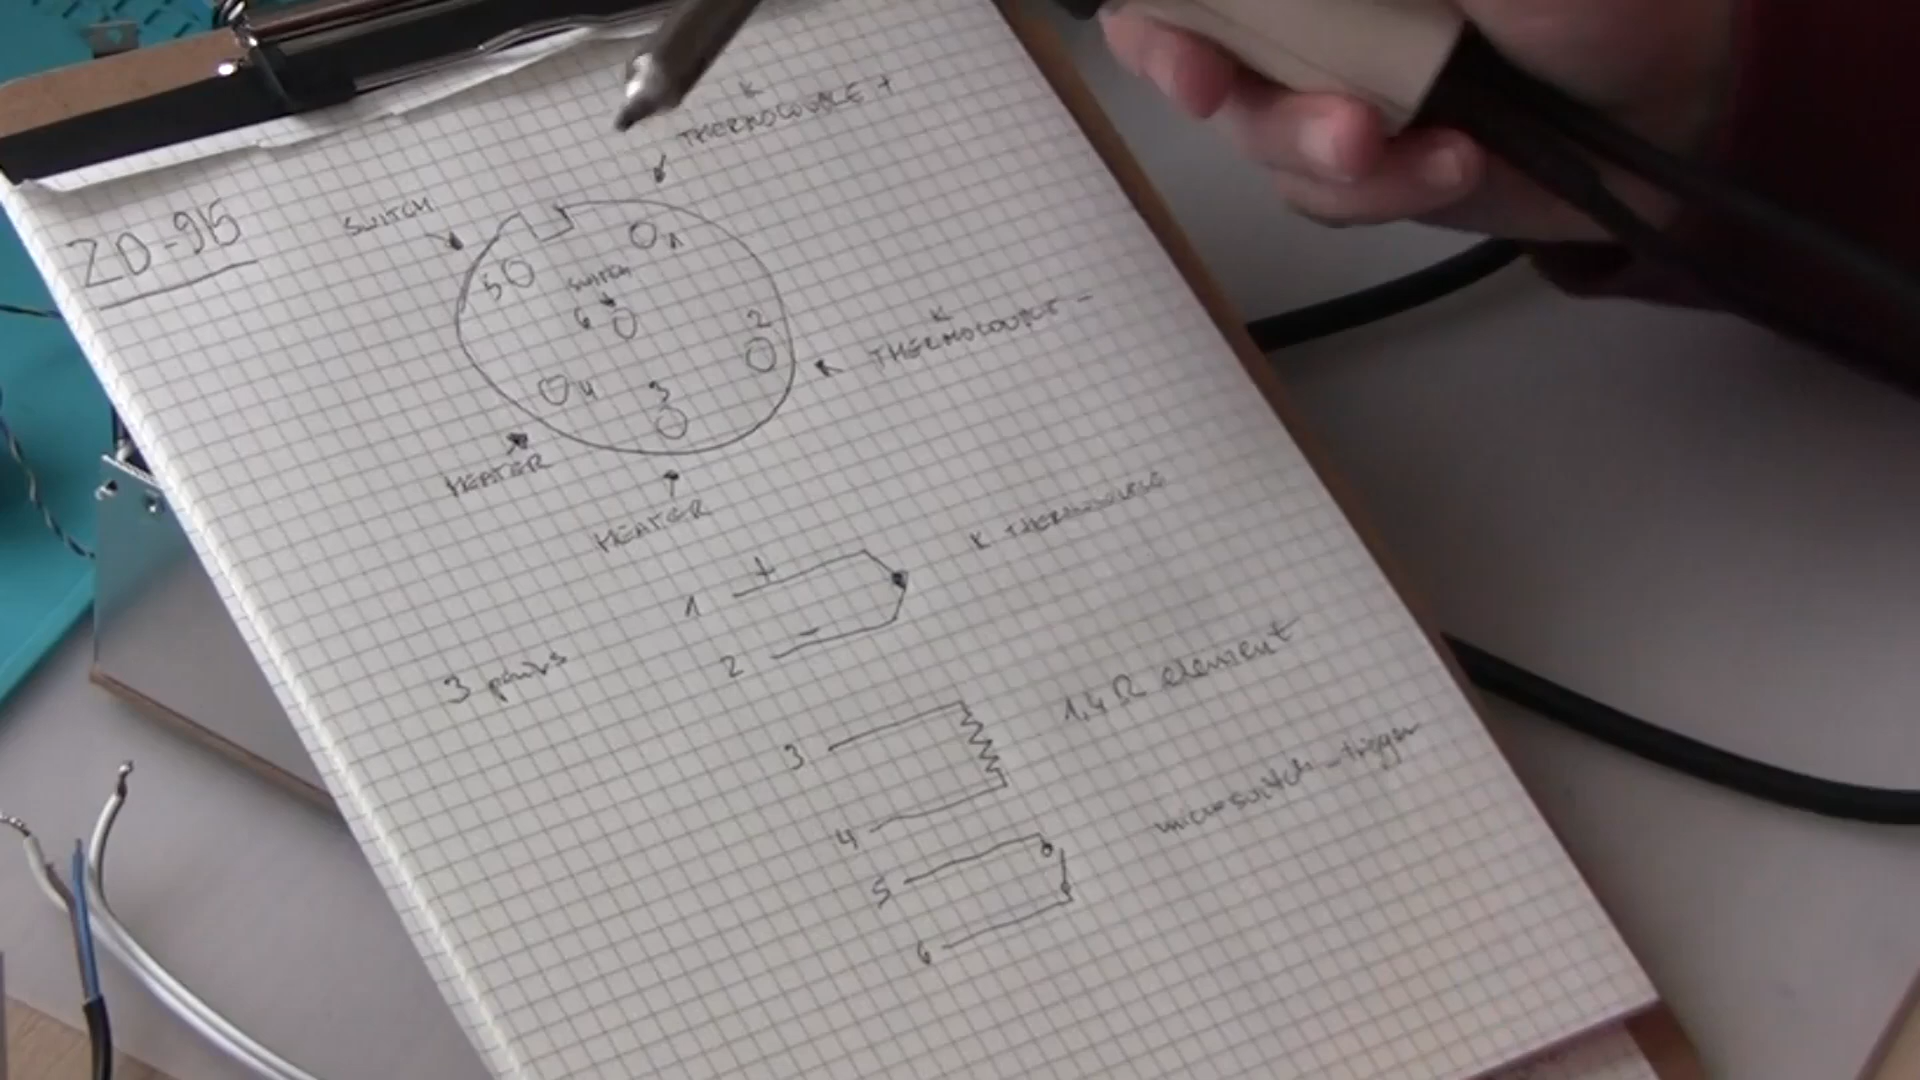 ZD-915
K
THERMOCOUPLE +
SWITCH
1
5
SWITCH
6
2
K
THERMOCOUPLE -
4
3
HEATER
HEATER
K THERMOCOUPLE
1 +
2 -
3 pairs
3
1,4 Ω element
4
microswitch - trigger
5
6